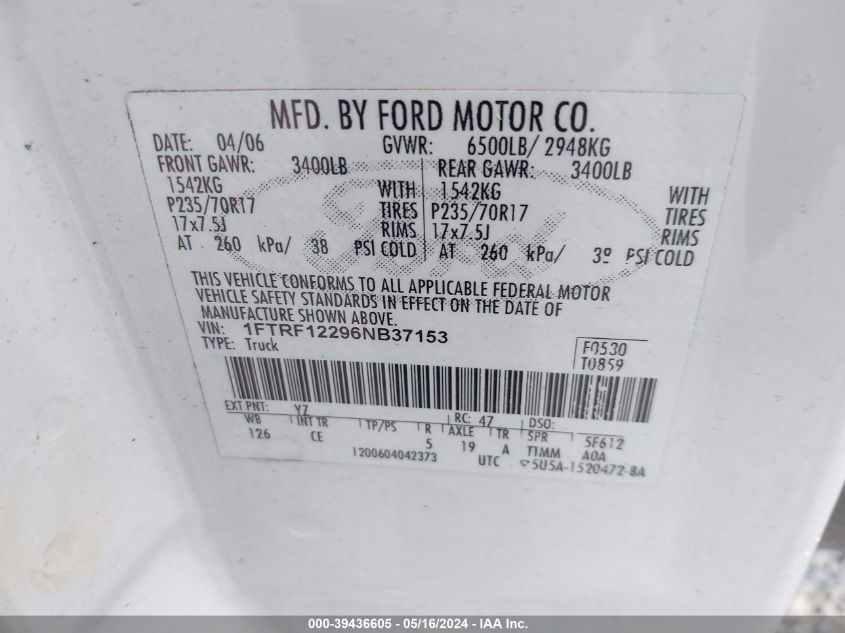 MFD. BY FORD MOTOR CO.
DATE: 04/06 GVWR: 6500LB/ 2948KG
FRONT GAWR: 3400LB REAR GAWR: 3400LB
1542KG WITH 1542KG WITH
P235/70R17 TIRES P235/70R17 TIRES
17x7.5J RIMS 17x7.5J RIMS
AT 260 kPa/ 38 PSI COLD AT 260 kPa/ PSI COLD
Ford
THIS VEHICLE CONFORMS TO ALL APPLICABLE FEDERAL MOTOR
VEHICLE SAFETY STANDARDS IN EFFECT ON THE DATE OF
MANUFACTURE SHOWN ABOVE.
VIN: 1FTRF12296NB37153
TYPE: Truck
F0530
T0859
EXT PNT: YZ RC: 47 DSO:
WB INT TR TP/PS R AXLE TR SPR 5F612
126 CE 5 19 A TTMM A0A
1200604042373 UTC 5U5A-1520472-BA
000-39436605 - 05/16/2024 - IAA Inc.